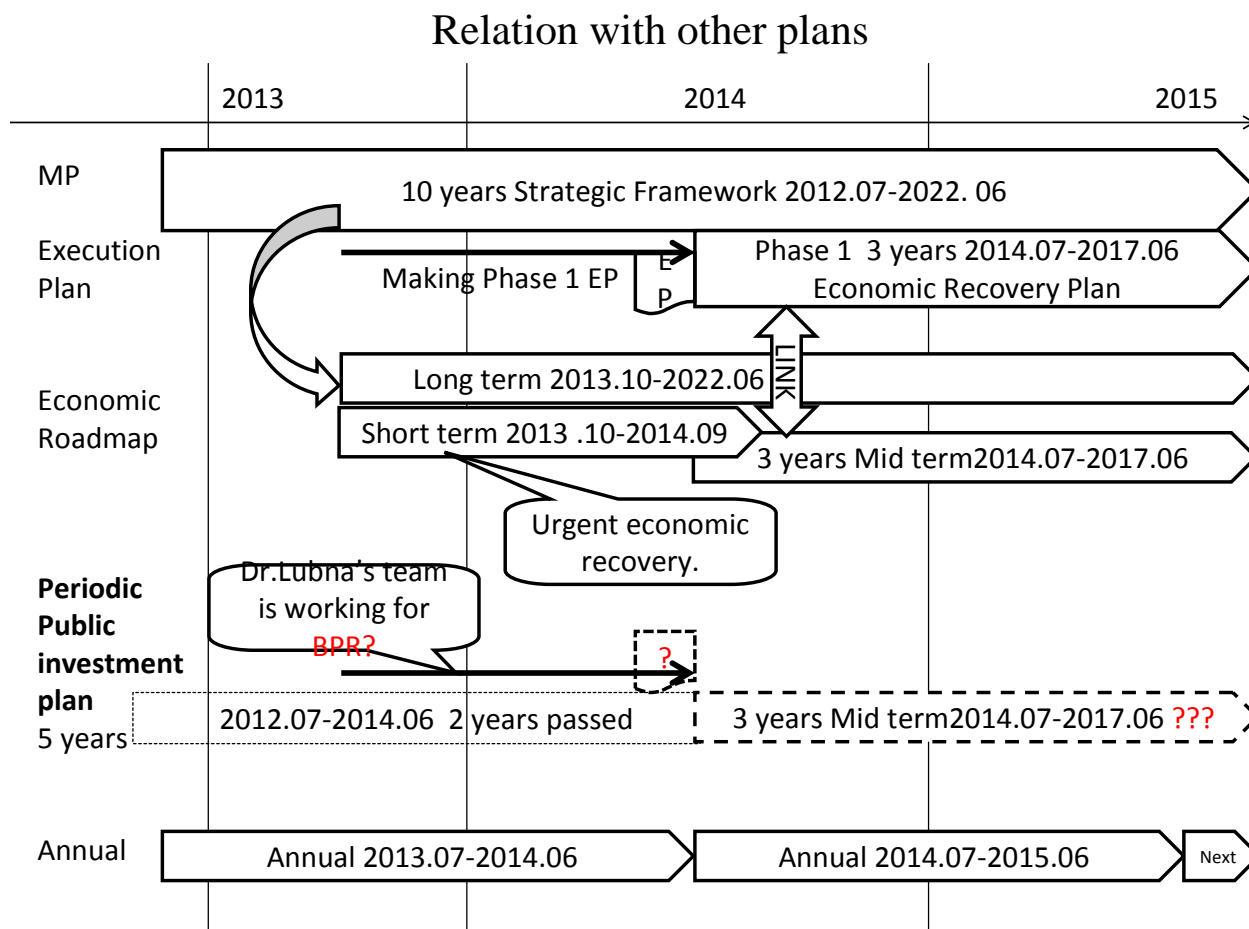 Relation with other plans
2013
2014
2015
MP
10 years Strategic Framework 2012.07-2022. 06
Execution
Plan
Making Phase 1 EP
E
P
Phase 1  3 years 2014.07-2017.06
Economic Recovery Plan
LINK
Economic
Roadmap
Long term 2013.10-2022.06
Short term 2013 .10-2014.09
3 years Mid term2014.07-2017.06
Urgent economic
recovery.
Periodic
Public
investment
plan
5 years
Dr.Lubna's team
is working for
BPR?
?
2012.07-2014.06  2 years passed
3 years Mid term2014.07-2017.06 ???
Annual
Annual 2013.07-2014.06
Annual 2014.07-2015.06
Next